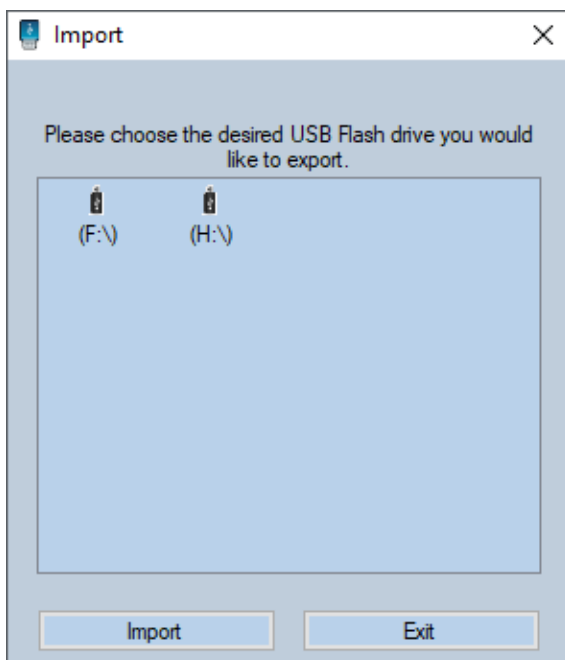 Import
Please choose the desired USB Flash drive you would
like to export.
(F:\) (H:\)
Import Exit